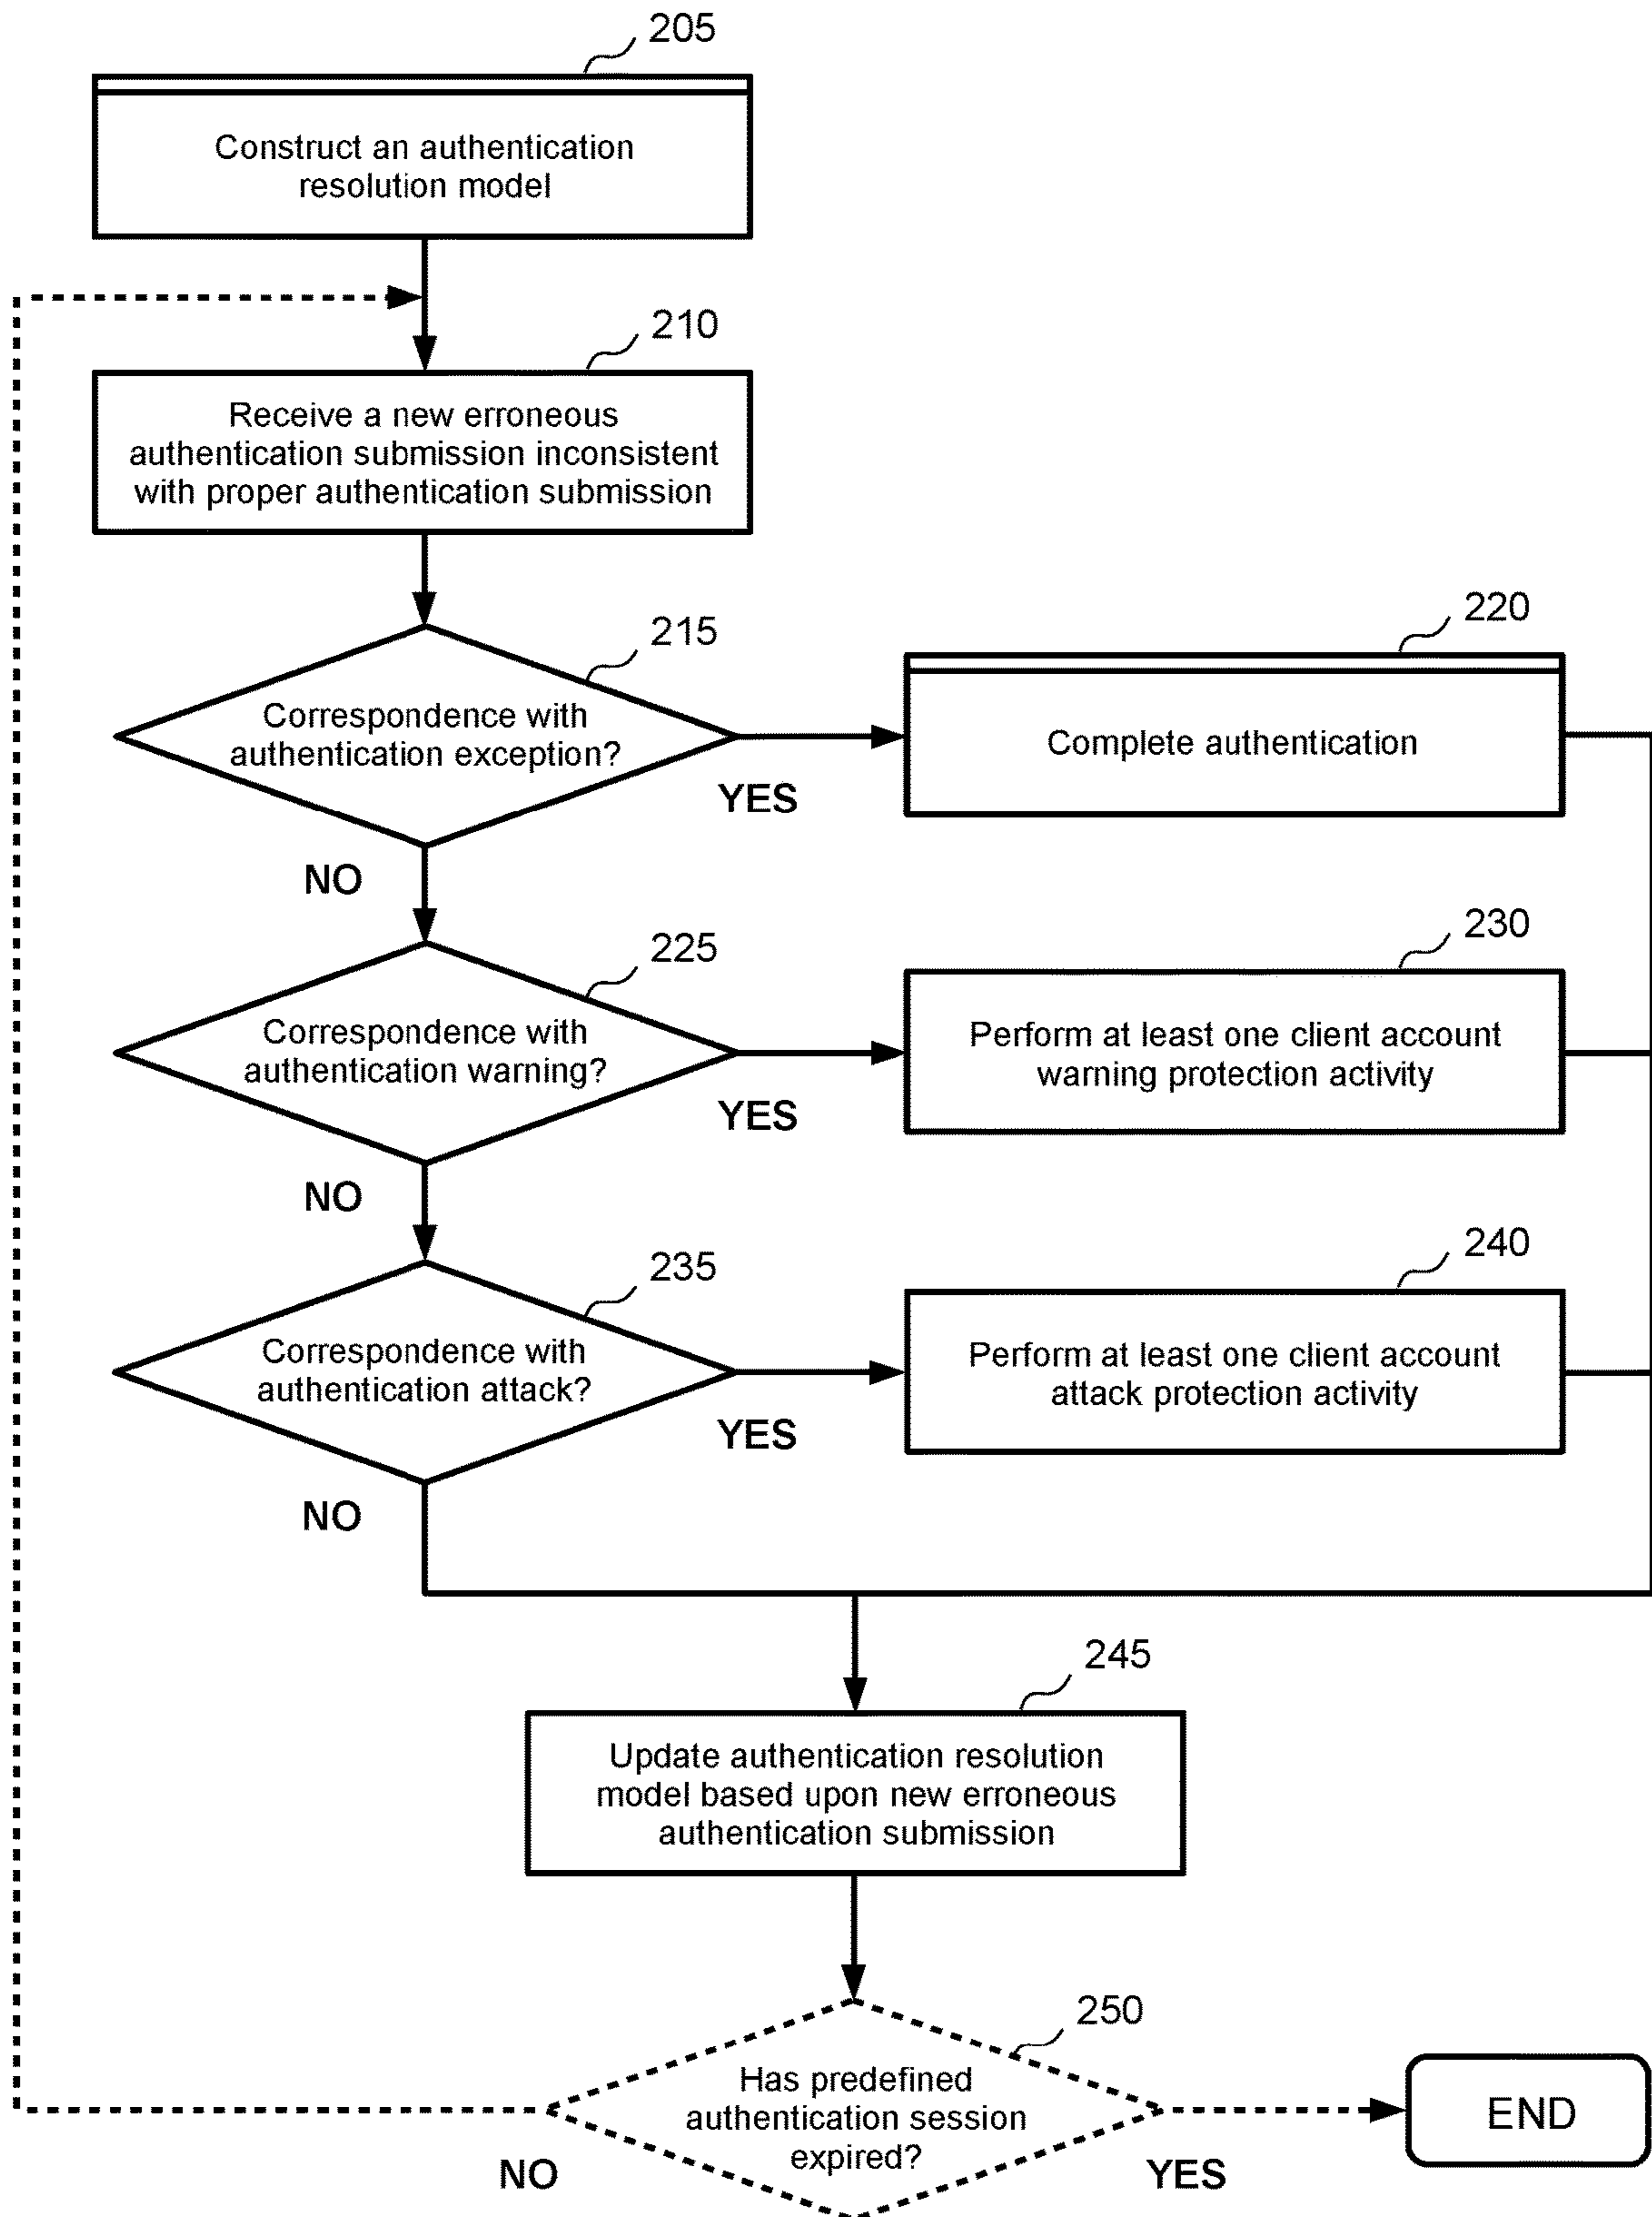 205
Construct an authentication
resolution model
210
Receive a new erroneous
authentication submission inconsistent
with proper authentication submission
215
Correspondence with
authentication exception?
YES
NO
220
Complete authentication
225
Correspondence with
authentication warning?
YES
NO
230
Perform at least one client account
warning protection activity
235
Correspondence with
authentication attack?
YES
NO
240
Perform at least one client account
attack protection activity
245
Update authentication resolution
model based upon new erroneous
authentication submission
250
Has predefined
authentication session
expired?
NO
YES
END